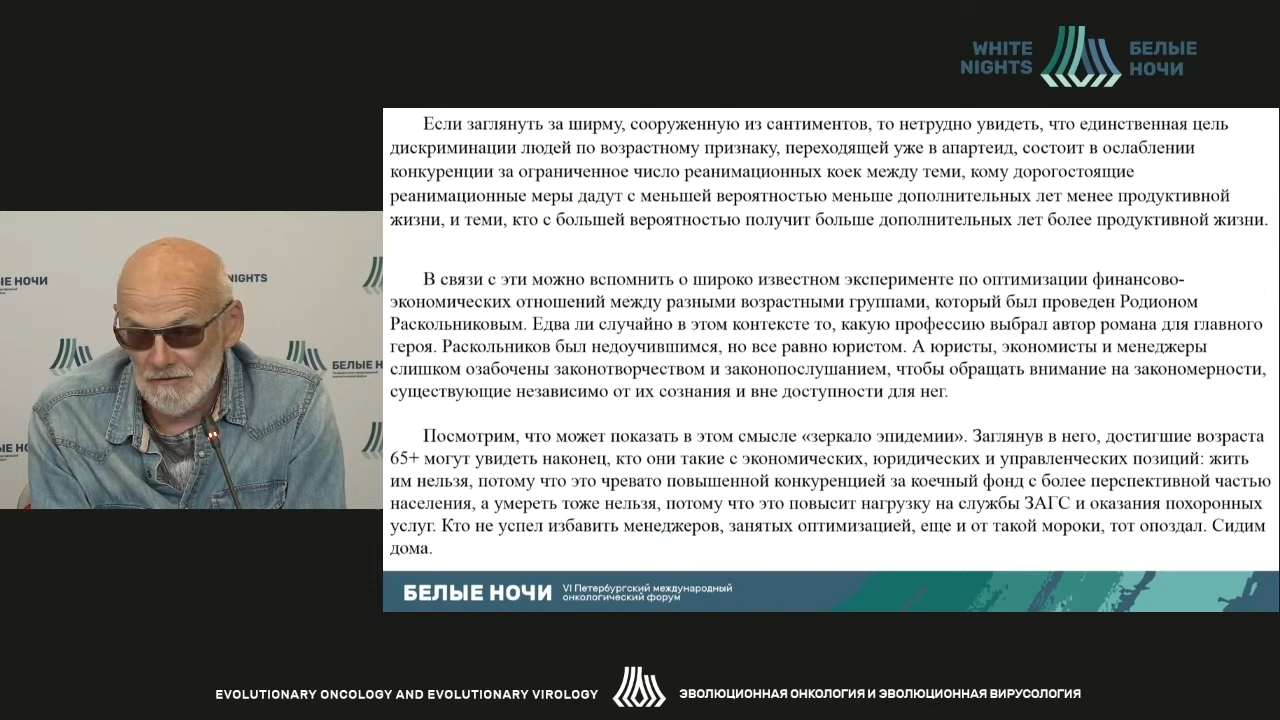 WHITE
NIGHTS
БЕЛЫЕ
НОЧИ
Если заглянуть за ширму, сооруженную из сантиментов, то нетрудно увидеть, что единственная цель
дискриминации людей по возрастному признаку, переходящей уже в апартеид, состоит в ослаблении
конкуренции за ограниченное число реанимационных коек между теми, кому дорогостоящие
реанимационные меры дадут с меньшей вероятностью меньше дополнительных лет менее продуктивной
жизни, и теми, кто с большей вероятностью получит больше дополнительных лет более продуктивной жизни.
В связи с эти можно вспомнить о широко известном эксперименте по оптимизации финансово-
экономических отношений между разными возрастными группами, который был проведен Родионом
Раскольниковым. Едва ли случайно в этом контексте то, какую профессию выбрал автор романа для главного
героя. Раскольников был недоучившимся, но все равно юристом. А юристы, экономисты и менеджеры
слишком озабочены законотворчеством и законопослушанием, чтобы обращать внимание на закономерности,
существующие независимо от их сознания и вне доступности для нег.
Посмотрим, что может показать в этом смысле «зеркало эпидемии». Заглянув в него, достигшие возраста
65+ могут увидеть наконец, кто они такие с экономических, юридических и управленческих позиций: жить
им нельзя, потому что это чревато повышенной конкуренцией за коечный фонд с более перспективной частью
населения, а умереть тоже нельзя, потому что это повысит нагрузку на службы ЗАГС и оказания похоронных
услуг. Кто не успел избавить менеджеров, занятых оптимизацией, еще и от такой мороки, тот опоздал. Сидим
дома.
ЫЕ НОЧИ
NIGHTS
БЕЛЫЕ Н
БЕЛЫЕ НОЧИ
VI Петербургский международный
онкологический форум
EVOLUTIONARY ONCOLOGY AND EVOLUTIONARY VIROLOGY
ЭВОЛЮЦИОННАЯ ОНКОЛОГИЯ И ЭВОЛЮЦИОННАЯ ВИРУСОЛОГИЯ